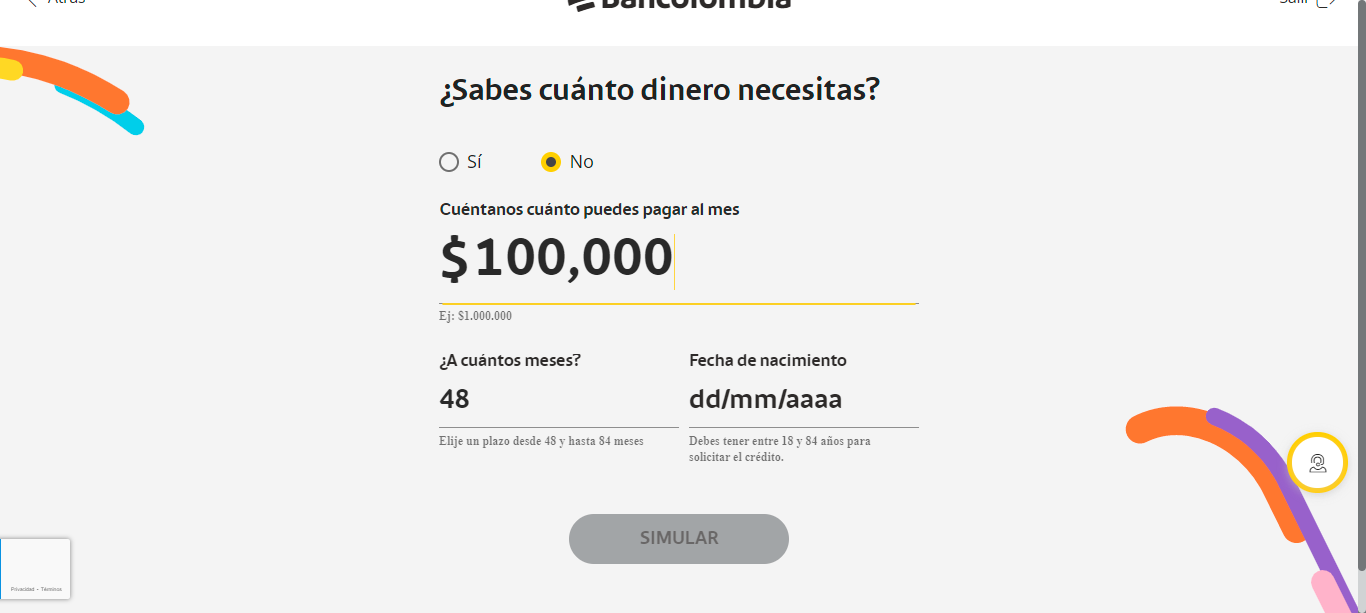 Atrás
Bancolombia
Salir
¿Sabes cuánto dinero necesitas?
Sí
No
Cuéntanos cuánto puedes pagar al mes
$100,000
Ej: $1.000.000
¿A cuántos meses?
Fecha de nacimiento
48
dd/mm/aaaa
Elije un plazo desde 48 y hasta 84 meses
Debes tener entre 18 y 84 años para
solicitar el crédito.
SIMULAR
Privacidad - Términos